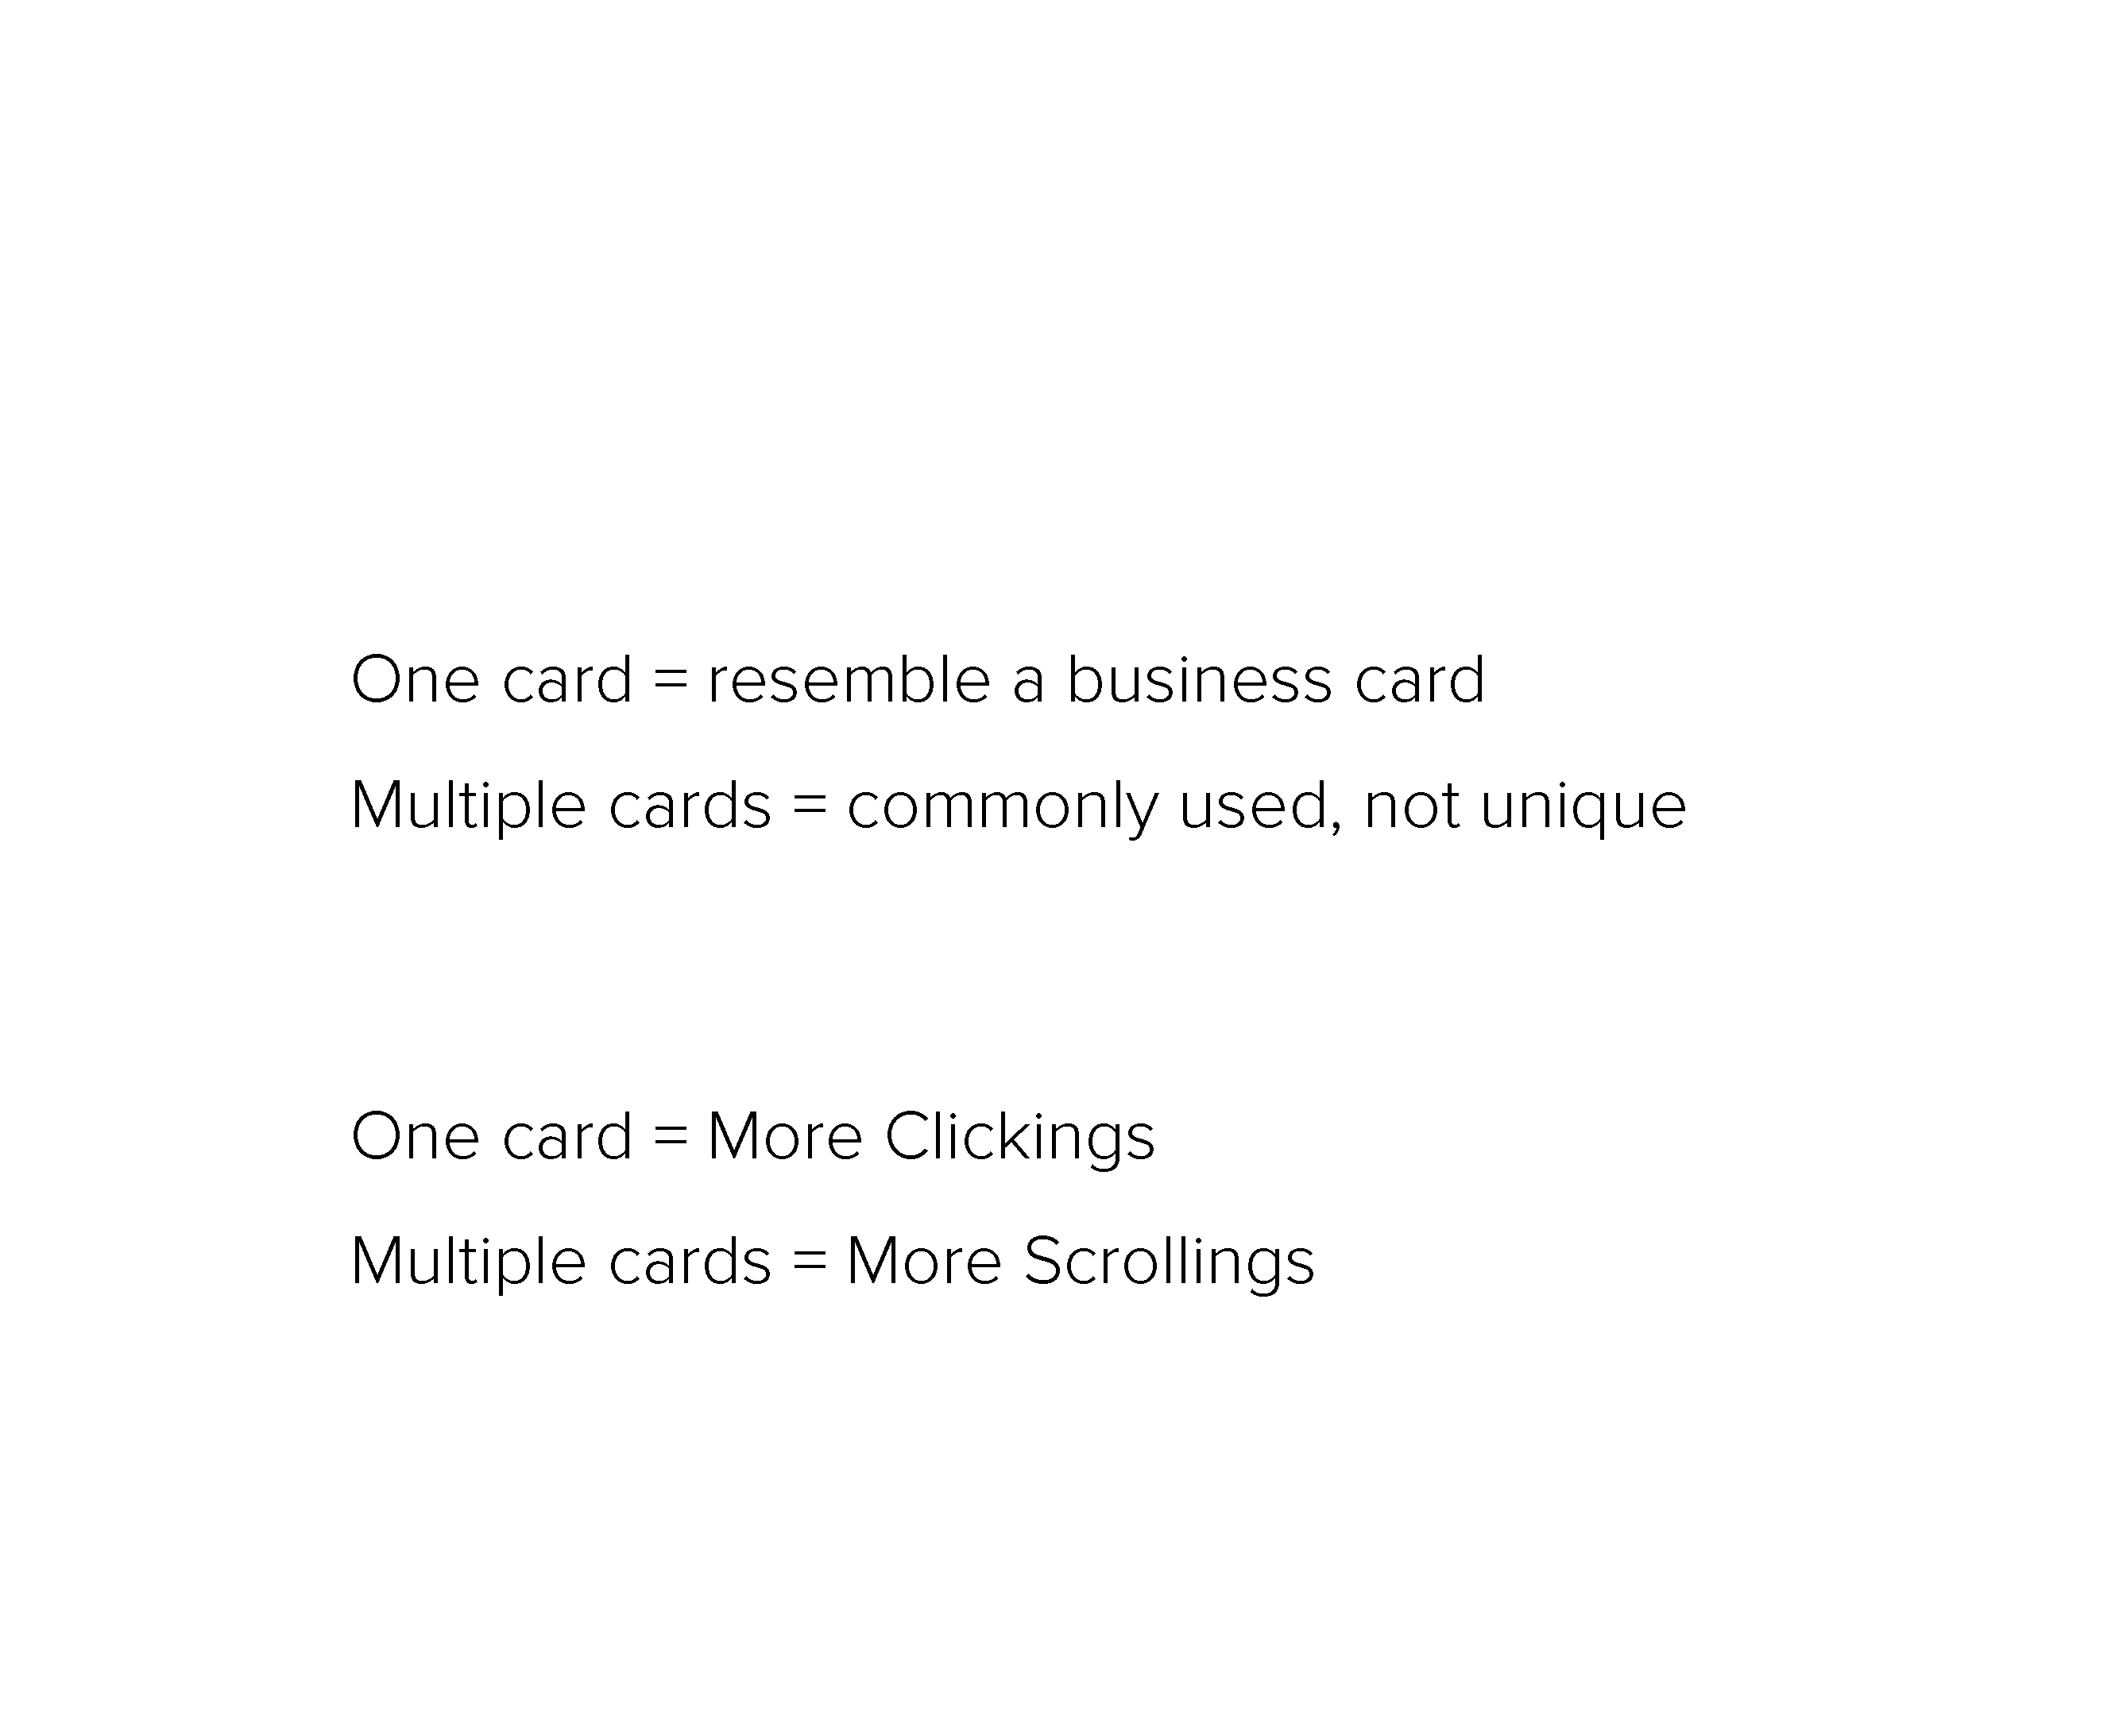 One card = resemble a business card
Multiple cards = commonly used, not unique
One card = More Clickings
Multiple cards = More Scrollings